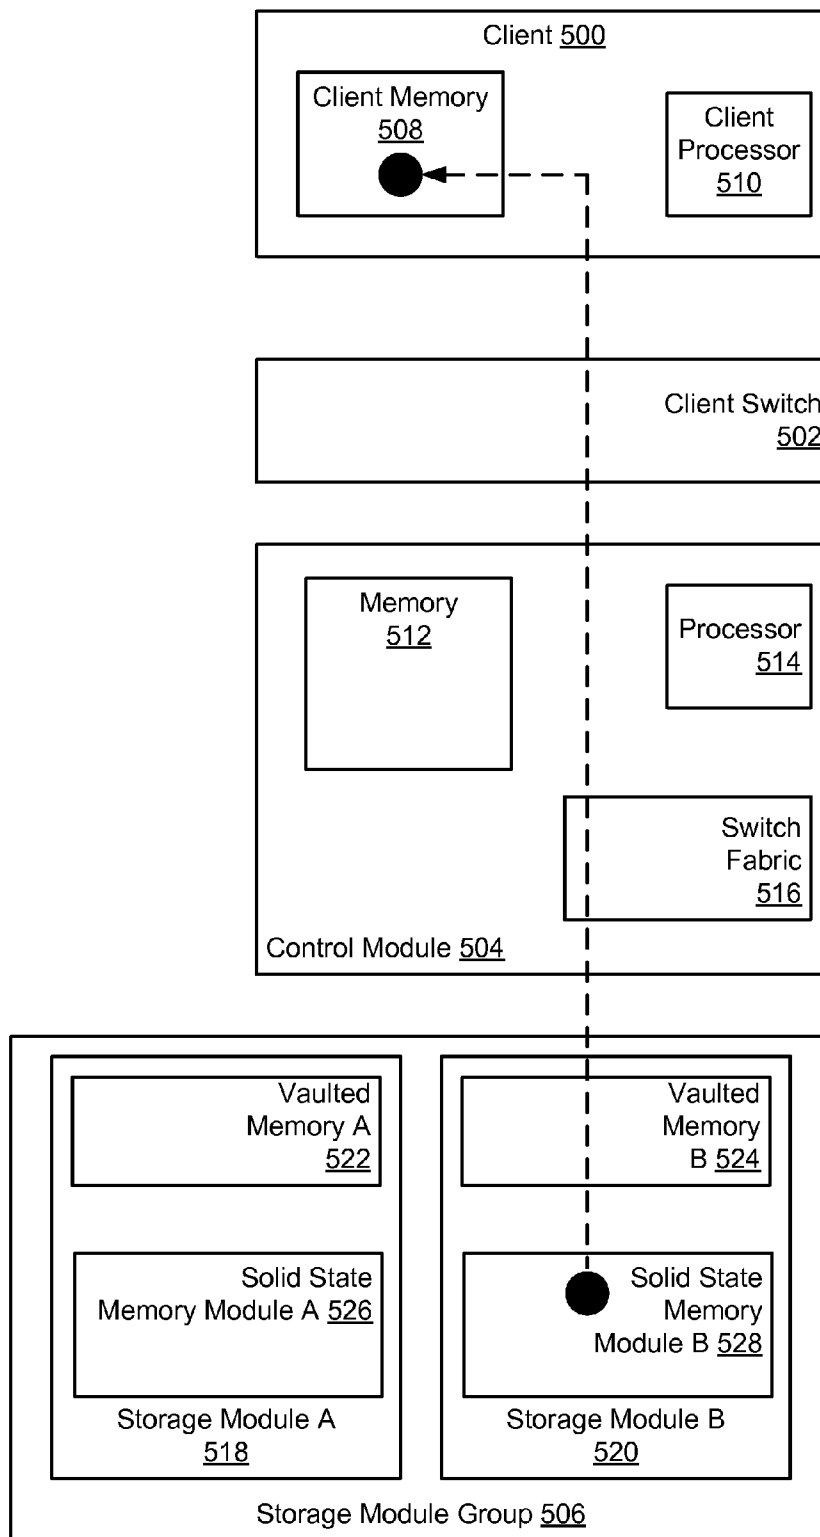 Client 500
Client Memory
508
Client
Processor
510
Client Switch
502
Memory
512
Processor
514
Switch
Fabric
516
Control Module 504
Vaulted
Memory A
522
Vaulted
Memory
B 524
Solid State
Memory Module A 526
Solid State
Memory
Module B 528
Storage Module A
518
Storage Module B
520
Storage Module Group 506